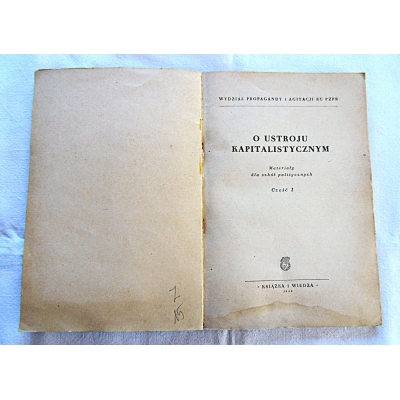 WYDZIAŁ PROPAGANDY i AGITACJI KC PZPR
O USTROJU
KAPITALISTYCZNYM
Materiały
dla szkół politycznych
Część I
• KSIĄŻKA I WIEDZA •